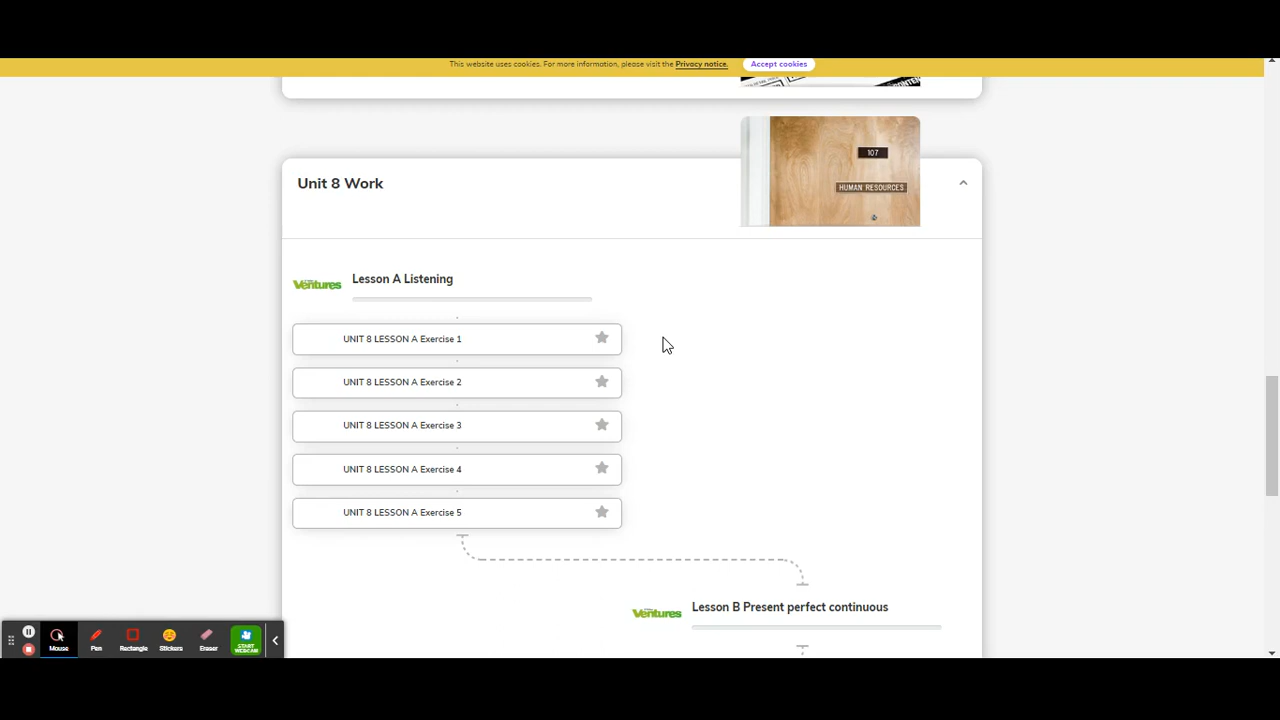 This website uses cookies. For more information, please visit the Privacy notice.
Accept cookies
107
HUMAN RESOURCES
Unit 8 Work
Ventures
Lesson A Listening
UNIT 8 LESSON A Exercise 1
UNIT 8 LESSON A Exercise 2
UNIT 8 LESSON A Exercise 3
UNIT 8 LESSON A Exercise 4
UNIT 8 LESSON A Exercise 5
Ventures
Lesson B Present perfect continuous
Mouse
Pen
Rectangle
Stickers
Eraser
START
WEBCAM